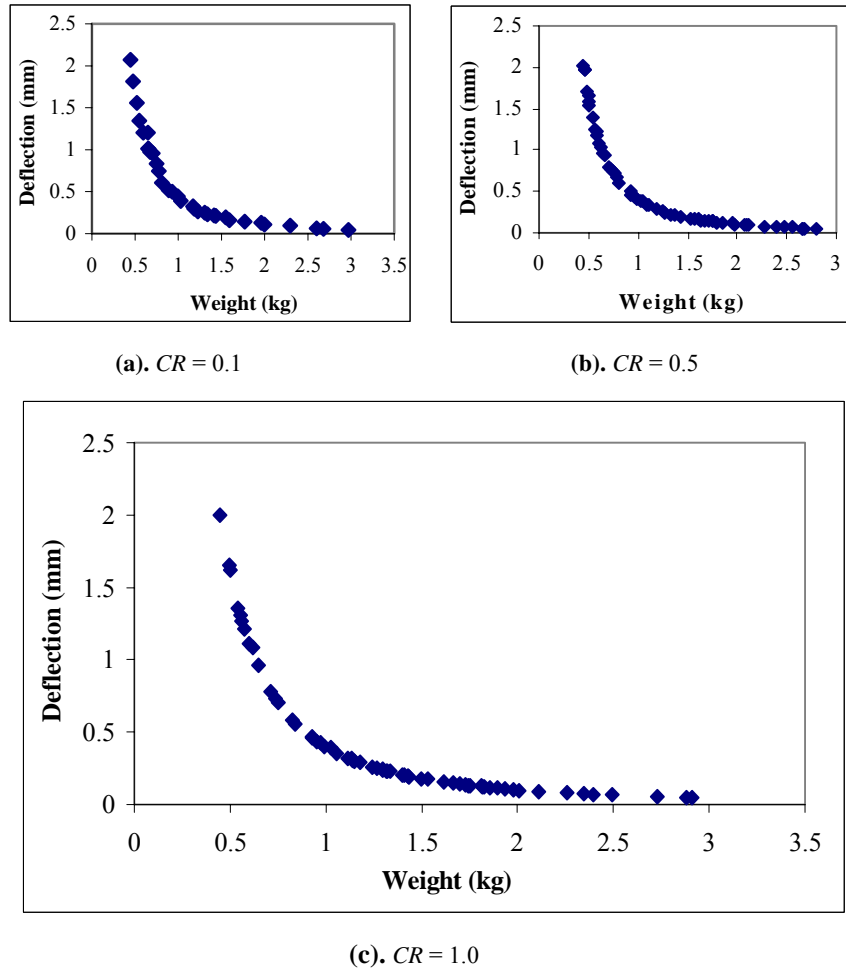 2.5
2
1.5
1
0.5
0
0 0.5 1 1.5 2 2.5 3 3.5
Deflection (mm)
Weight (kg)
(a). CR = 0.1
2.5
2
1.5
1
0.5
0
0 0.5 1 1.5 2 2.5 3
Deflection (mm)
Weight (kg)
(b). CR = 0.5
2.5
2
1.5
1
0.5
0
0 0.5 1 1.5 2 2.5 3 3.5
Deflection (mm)
Weight (kg)
(c). CR = 1.0